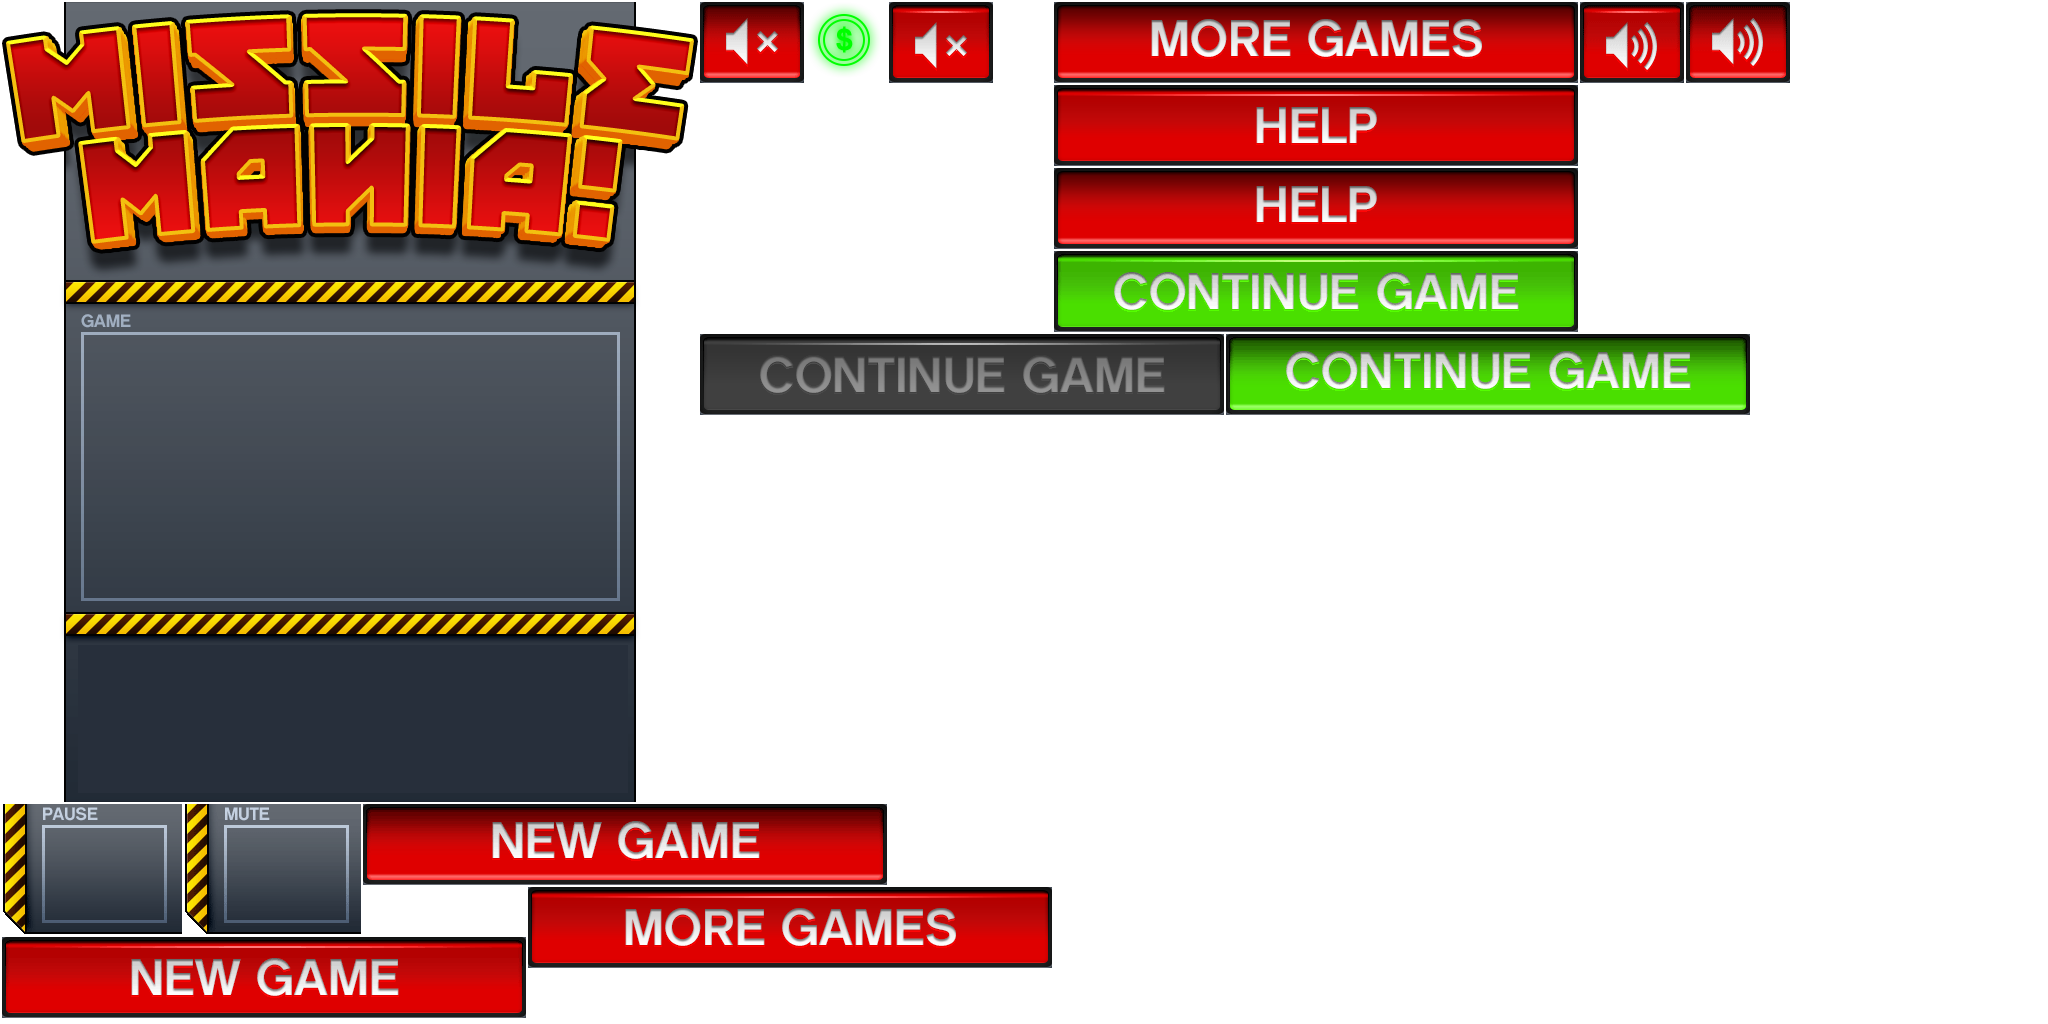 MISSILE
MANIA!
$
MORE GAMES
HELP
HELP
CONTINUE GAME
GAME
CONTINUE GAME
CONTINUE GAME
PAUSE
MUTE
NEW GAME
MORE GAMES
NEW GAME